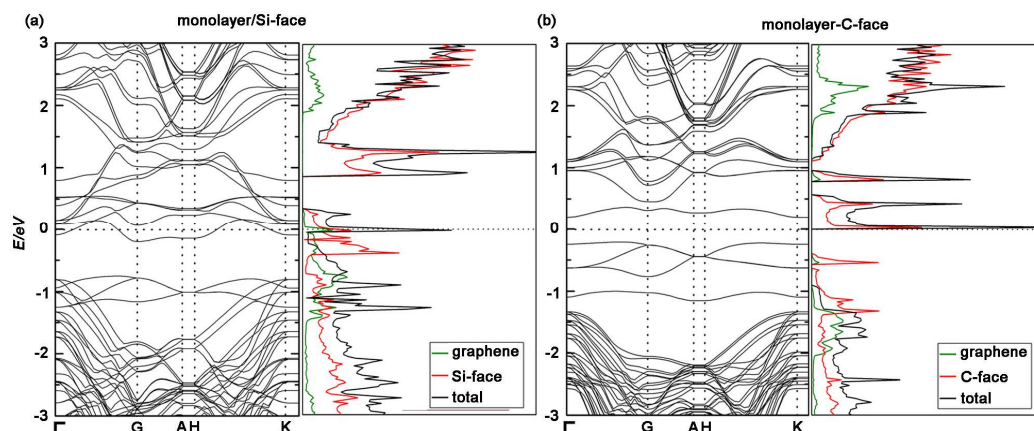 (a) monolayer/Si-face
(b) monolayer-C-face
3
2
1
0
-1
-2
-3
E/eV
Γ G A H K
graphene
Si-face
total
3
2
1
0
-1
-2
-3
Γ G A H K
graphene
C-face
total